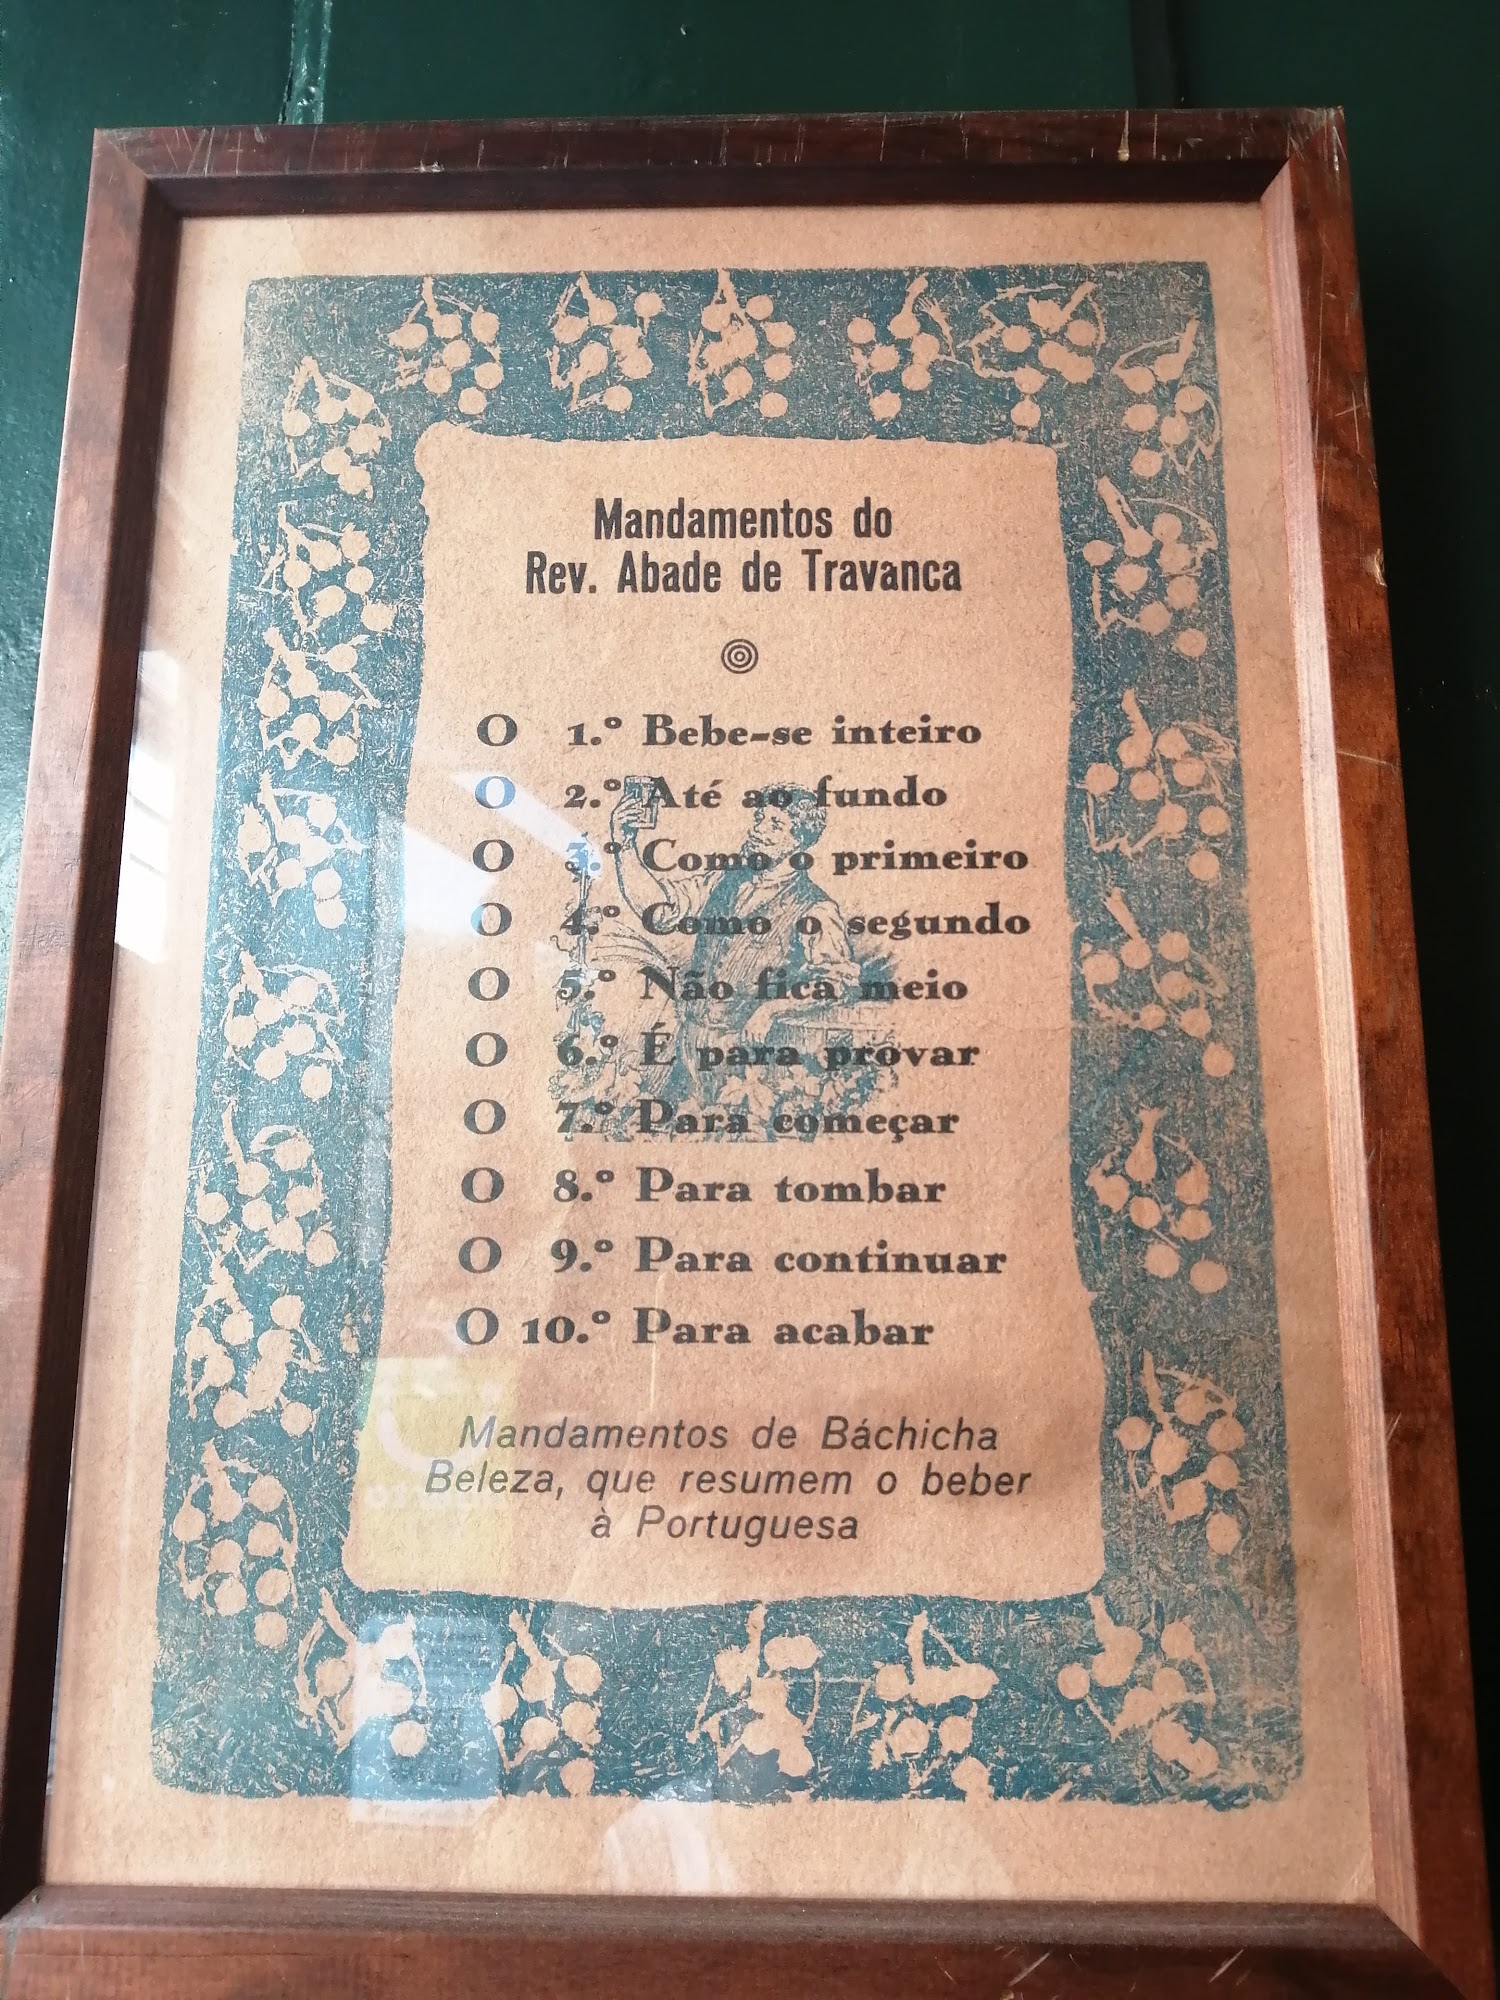 Mandamentos do
Rev. Abade de Travanca
O 1.º Bebe-se inteiro
O 2.º Até ao fundo
O 3.º Como o primeiro
O 4.º Como o segundo
O 5.º Não fica meio
O 6.º É para provar
O 7.º Para começar
O 8.º Para tombar
O 9.º Para continuar
O 10.º Para acabar
Mandamentos de Báchicha
Beleza, que resumem o beber
à Portuguesa